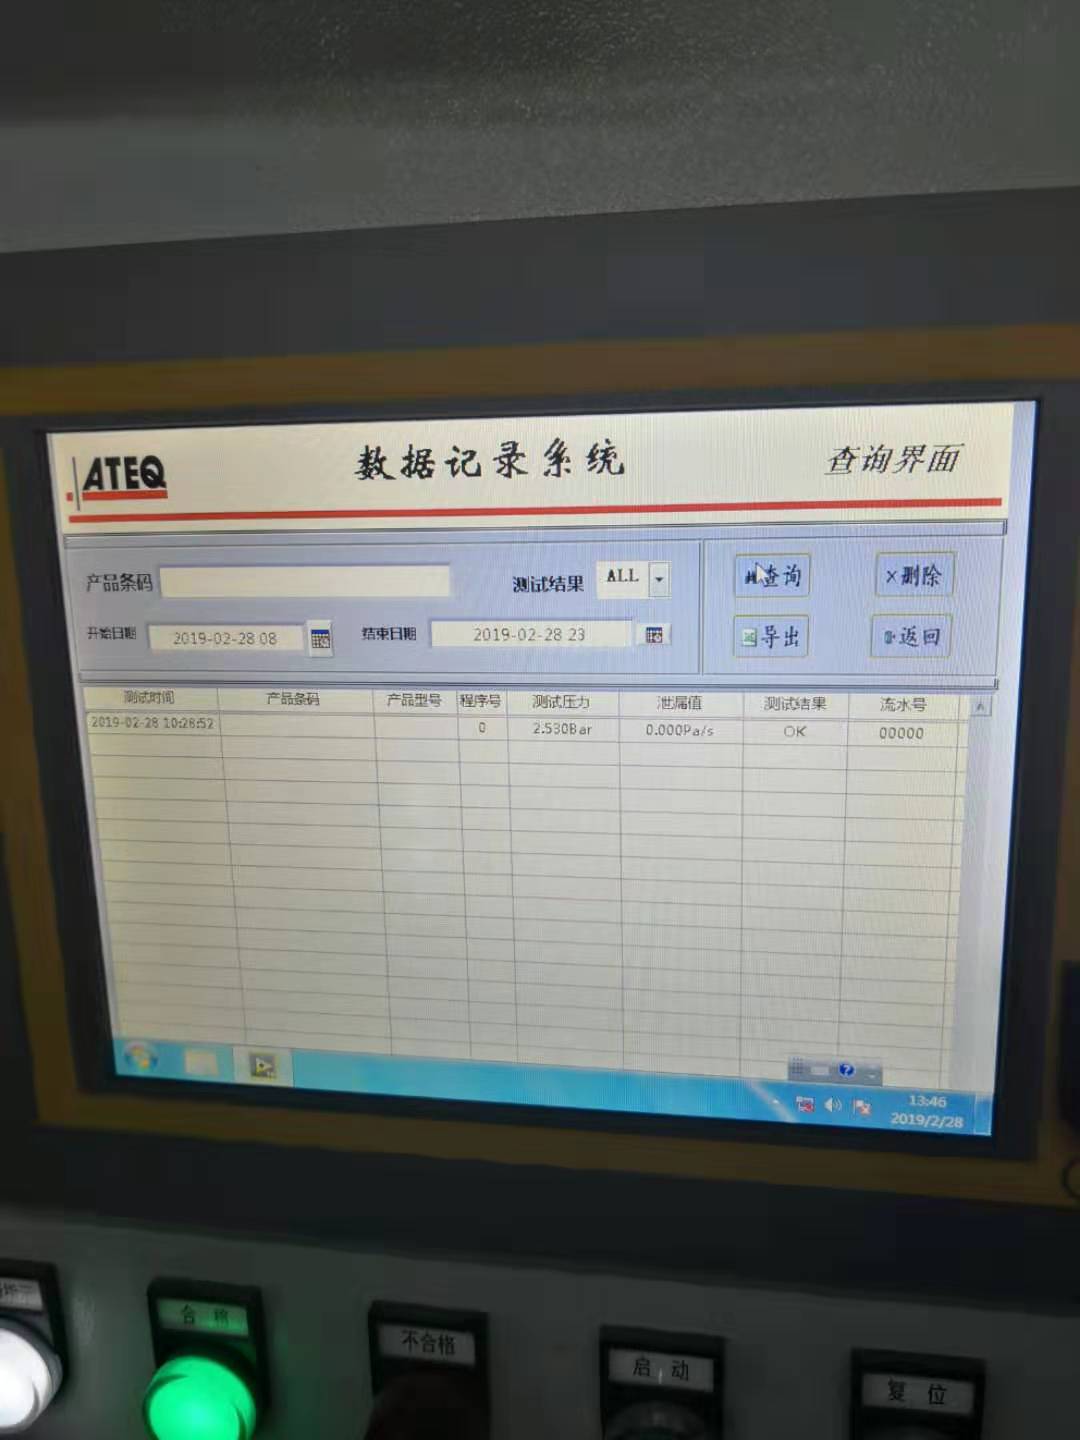 ATEQ 数据记录系统 查询界面
产品条码 测试结果 ALL 查询 ×删除
开始日期 2019-02-28 08 结束日期 2019-02-28 23 导出 返回
测试时间 产品条码 产品型号 程序号 测试压力 泄漏值 测试结果 流水号
2019-02-28 10:28:52 0 2.530Bar 0.000Pa/s OK 00000
13:46
2019/2/28
合格 不合格 启动 复位